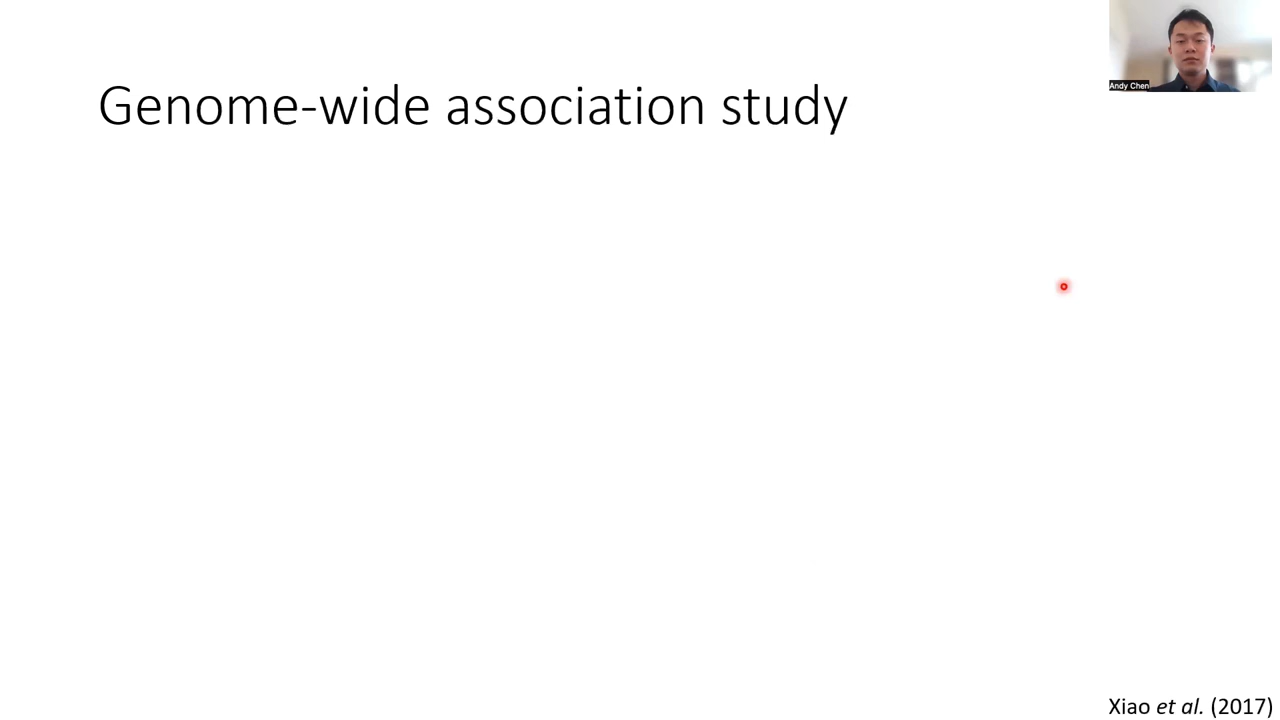 Andy Chen
Genome-wide association study
Xiao et al. (2017)